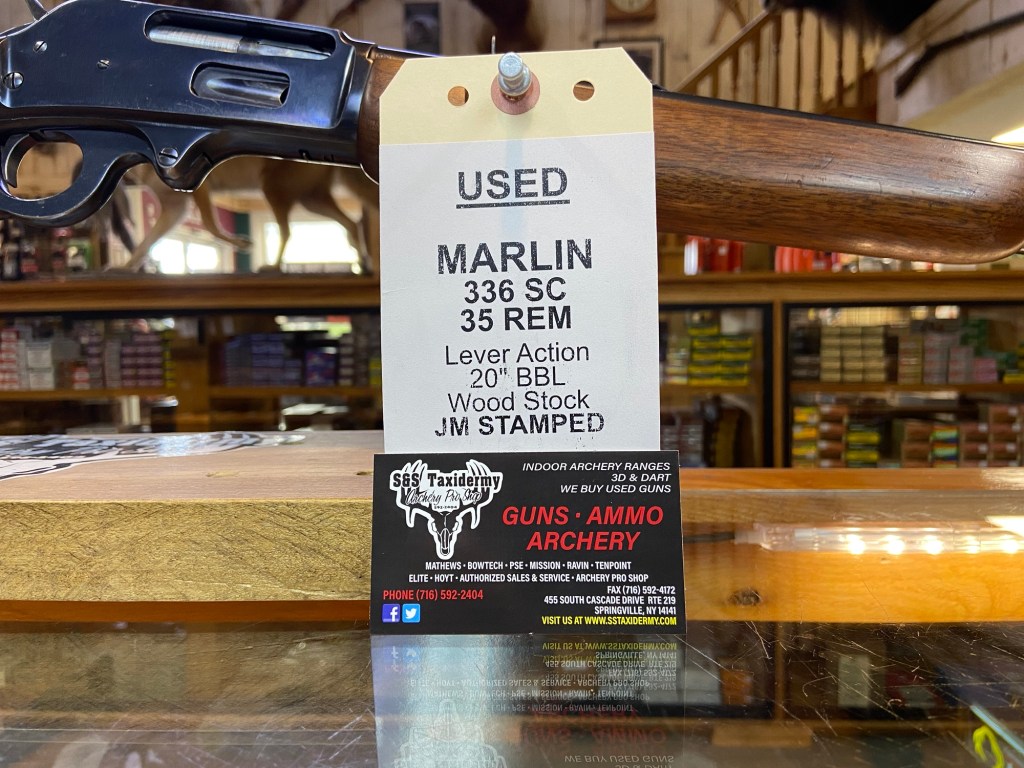 USED
MARLIN
336 SC
35 REM
Lever Action
20" BBL
Wood Stock
JM STAMPED
S&S Taxidermy
Archery Pro Shop
592-2404
INDOOR ARCHERY RANGES
3D & DART
WE BUY USED GUNS
GUNS · AMMO
ARCHERY
MATHEWS · BOWTECH · PSE · MISSION · RAVIN · TENPOINT
ELITE · HOYT · AUTHORIZED SALES & SERVICE · ARCHERY PRO SHOP
PHONE (716) 592-2404
FAX (716) 592-4172
455 SOUTH CASCADE DRIVE RTE 219
SPRINGVILLE, NY 14141
VISIT US AT WWW.SSTAXIDERMY.COM